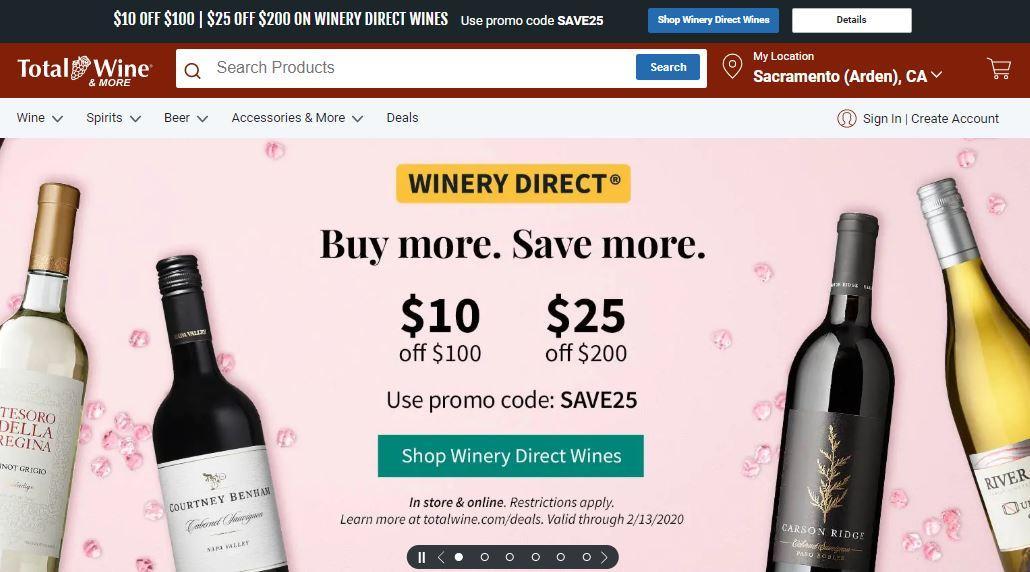 $10 OFF $100 | $25 OFF $200 ON WINERY DIRECT WINES Use promo code SAVE25 Shop Winery Direct Wines Details
Total Wine
& MORE
Search Products Search
My Location
Sacramento (Arden), CA
Wine Spirits Beer Accessories & More Deals Sign In | Create Account
WINERY DIRECT®
Buy more. Save more.
$10 $25
off $100 off $200
Use promo code: SAVE25
Shop Winery Direct Wines
In store & online. Restrictions apply.
Learn more at totalwine.com/deals. Valid through 2/13/2020
TESORO
DELLA
REGINA
PINOT GRIGIO
NAPA VALLEY
COURTNEY BENHAM
Cabernet Sauvignon
NAPA VALLEY
CARSON RIDGE
Cabernet Sauvignon
PASO ROBLES
RIVER